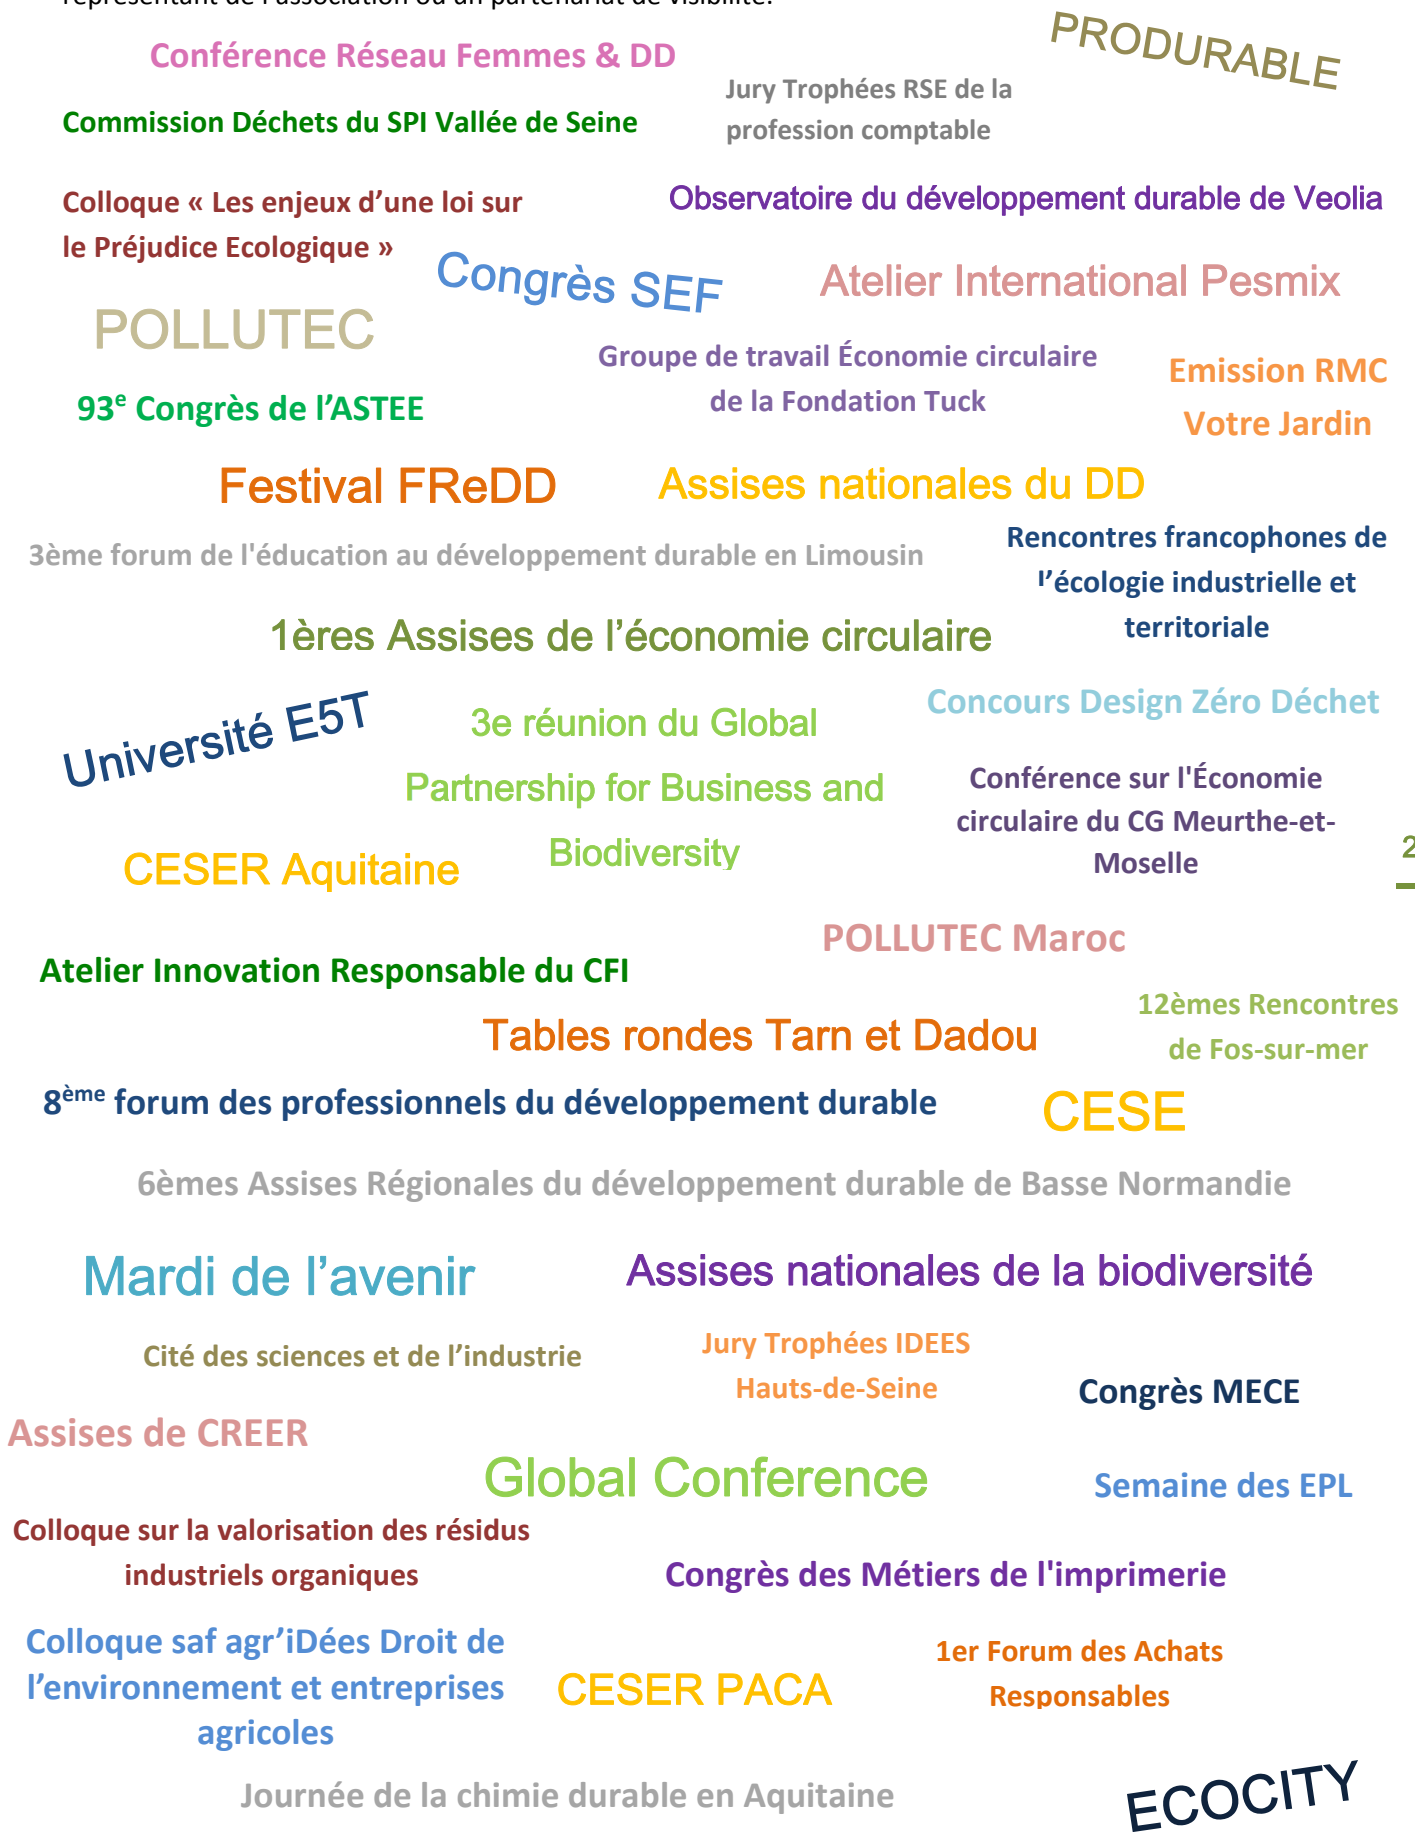 représentant de l'association ou un partenariat de visibilité.
PRODURABLE
Conférence Réseau Femmes & DD
Jury Trophées RSE de la
profession comptable
Commission Déchets du SPI Vallée de Seine
Colloque « Les enjeux d’une loi sur
le Préjudice Ecologique »
Observatoire du développement durable de Veolia
Congrès SEF
Atelier International Pesmix
POLLUTEC
Groupe de travail Économie circulaire
de la Fondation Tuck
Emission RMC
Votre Jardin
93e Congrès de l’ASTEE
Festival FReDD
Assises nationales du DD
3ème forum de l'éducation au développement durable en Limousin
Rencontres francophones de
l’écologie industrielle et
territoriale
1ères Assises de l’économie circulaire
Université E5T
3e réunion du Global
Partnership for Business and
Biodiversity
Concours Design Zéro Déchet
Conférence sur l'Économie
circulaire du CG Meurthe-et-
Moselle
2
CESER Aquitaine
POLLUTEC Maroc
Atelier Innovation Responsable du CFI
12èmes Rencontres
de Fos-sur-mer
Tables rondes Tarn et Dadou
8ème forum des professionnels du développement durable
CESE
6èmes Assises Régionales du développement durable de Basse Normandie
Mardi de l’avenir
Assises nationales de la biodiversité
Cité des sciences et de l’industrie
Jury Trophées IDEES
Hauts-de-Seine
Congrès MECE
Assises de CREER
Global Conference
Semaine des EPL
Colloque sur la valorisation des résidus
industriels organiques
Congrès des Métiers de l'imprimerie
Colloque saf agr’iDées Droit de
l’environnement et entreprises
agricoles
CESER PACA
1er Forum des Achats
Responsables
Journée de la chimie durable en Aquitaine
ECOCITY